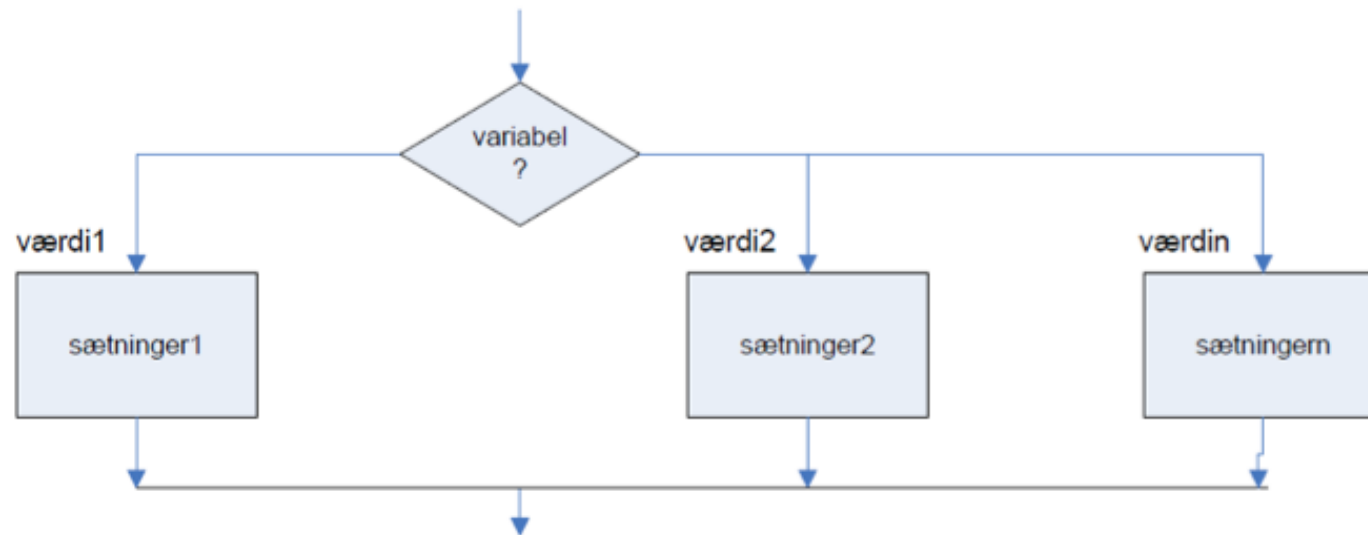 variabel
?
værdi1
værdi2
værdin
sætninger1
sætninger2
sætningern